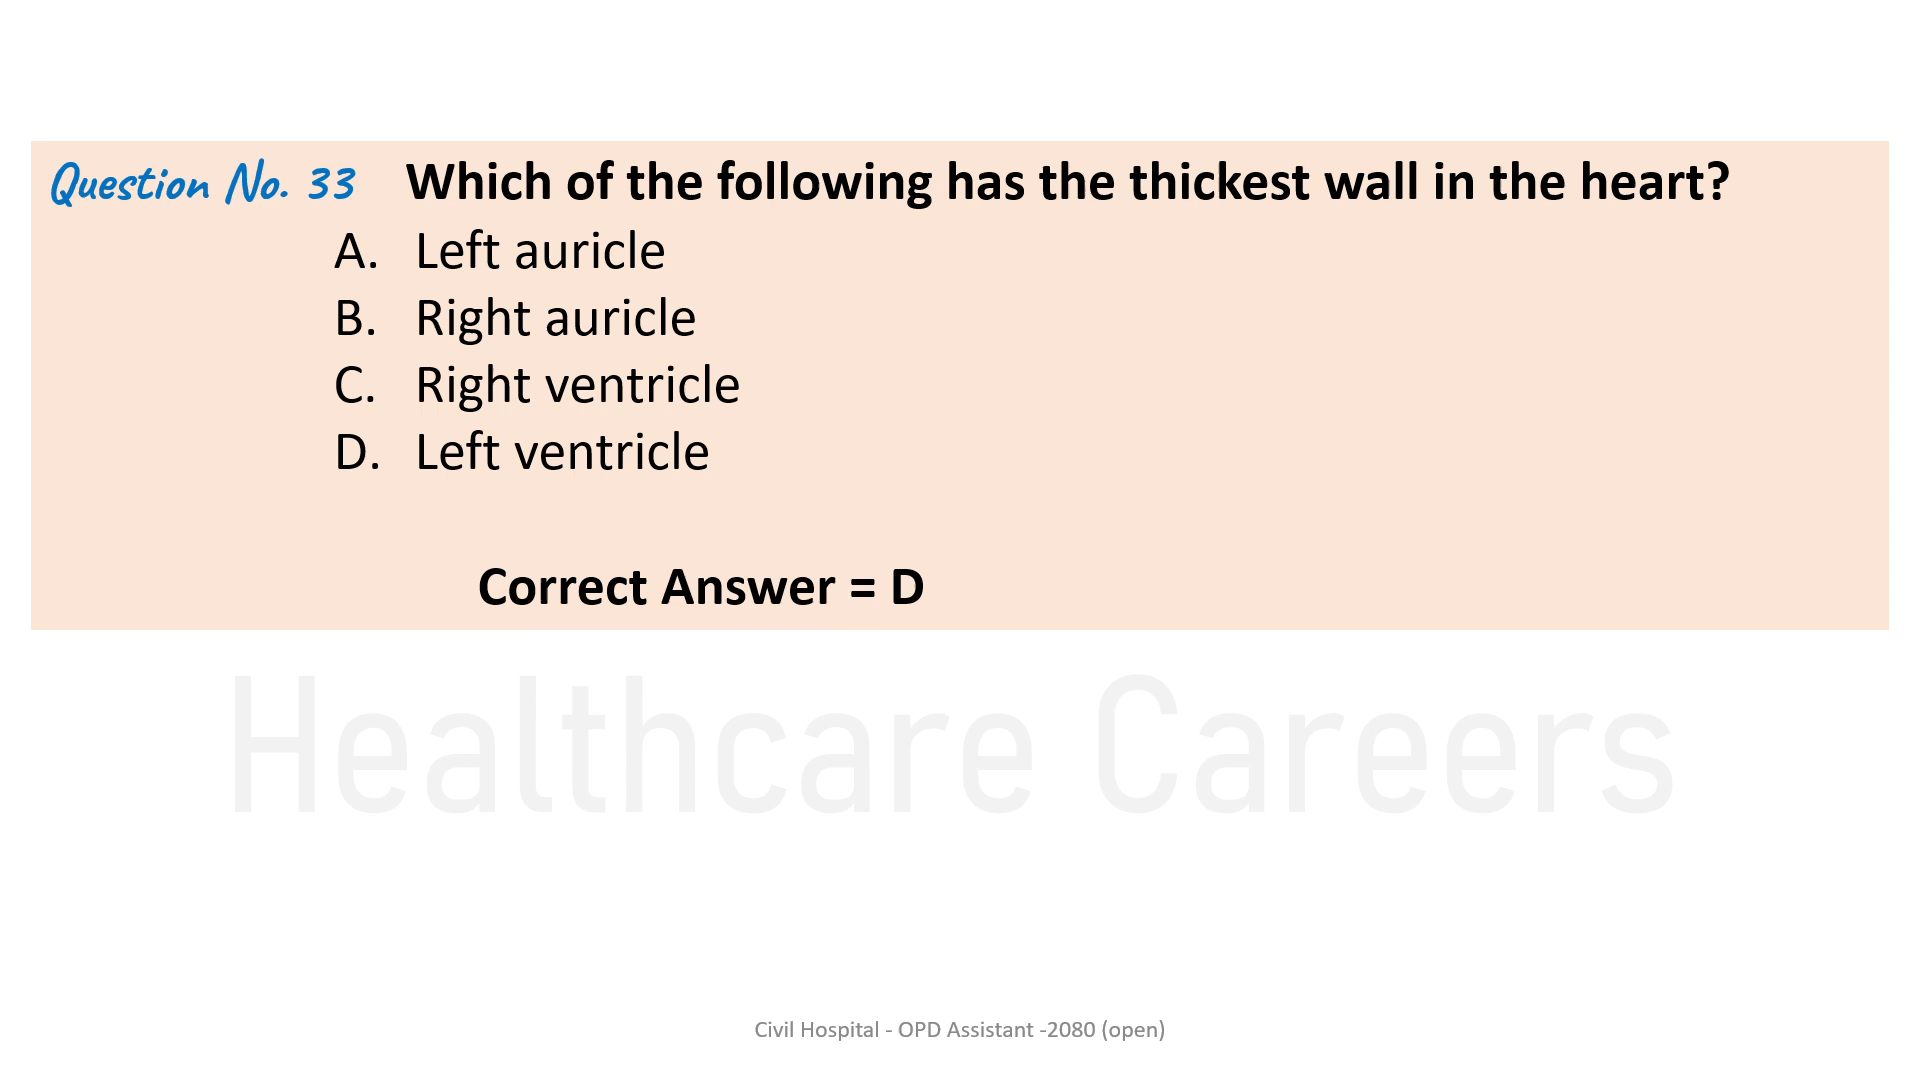 Question No. 33 Which of the following has the thickest wall in the heart?
A. Left auricle
B. Right auricle
C. Right ventricle
D. Left ventricle
Correct Answer = D
Healthcare Careers
Civil Hospital - OPD Assistant -2080 (open)